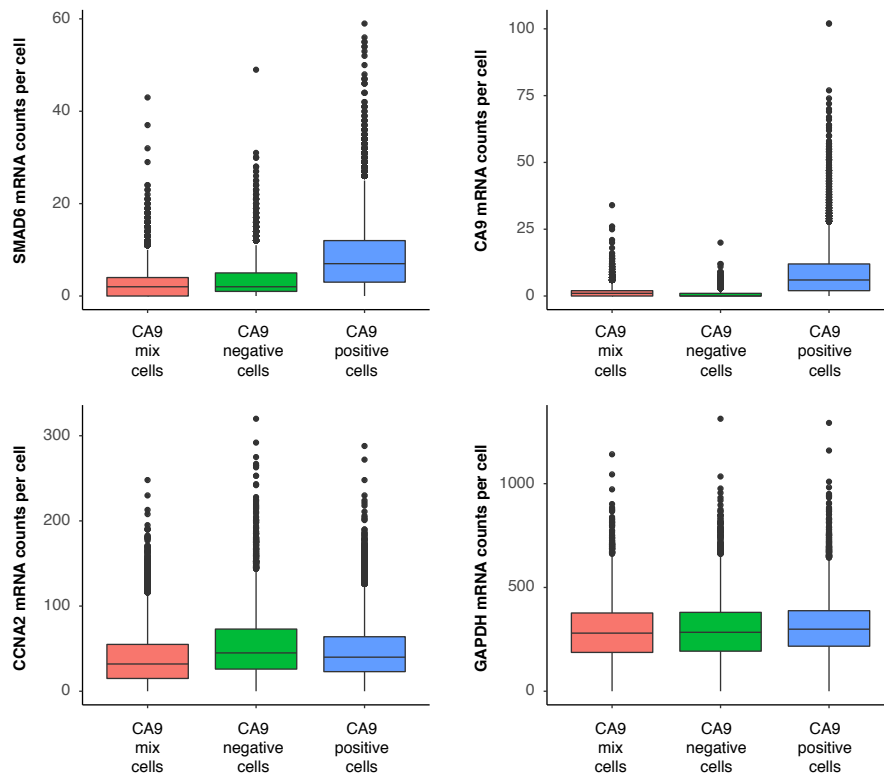 SMAD6 mRNA counts per cell
60
40
20
0
CA9
mix
cells
CA9
negative
cells
CA9
positive
cells
CA9 mRNA counts per cell
100
75
50
25
0
CA9
mix
cells
CA9
negative
cells
CA9
positive
cells
CCNA2 mRNA counts per cell
300
200
100
0
CA9
mix
cells
CA9
negative
cells
CA9
positive
cells
GAPDH mRNA counts per cell
1000
500
0
CA9
mix
cells
CA9
negative
cells
CA9
positive
cells